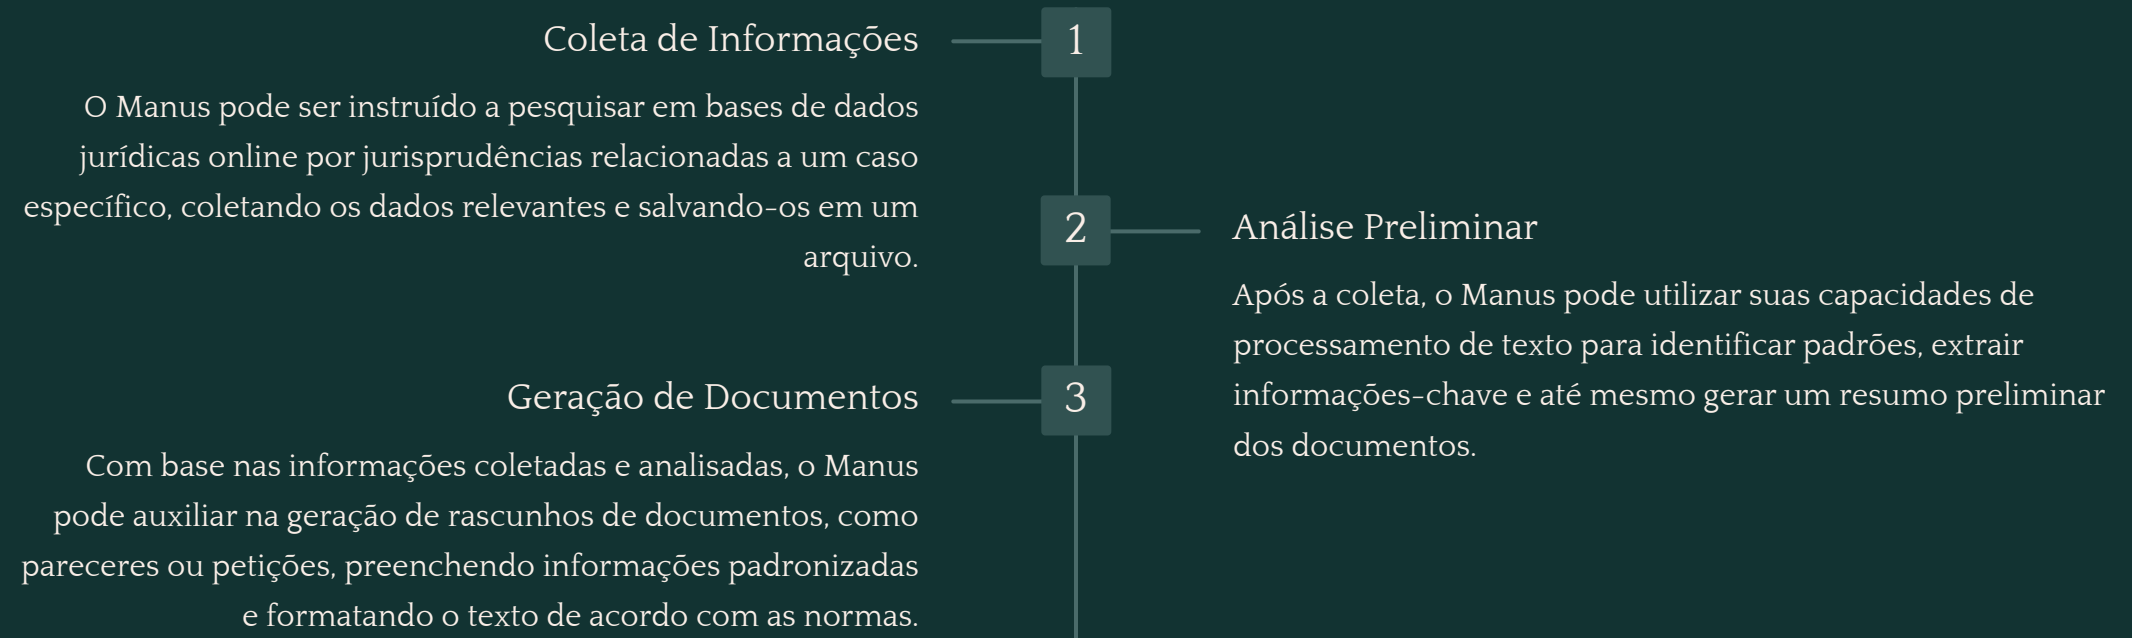 Coleta de Informações
1
O Manus pode ser instruído a pesquisar em bases de dados
jurídicas online por jurisprudências relacionadas a um caso
específico, coletando os dados relevantes e salvando-os em um
arquivo.
2
Análise Preliminar
Após a coleta, o Manus pode utilizar suas capacidades de
processamento de texto para identificar padrões, extrair
informações-chave e até mesmo gerar um resumo preliminar
dos documentos.
Geração de Documentos
3
Com base nas informações coletadas e analisadas, o Manus
pode auxiliar na geração de rascunhos de documentos, como
pareceres ou petições, preenchendo informações padronizadas
e formatando o texto de acordo com as normas.